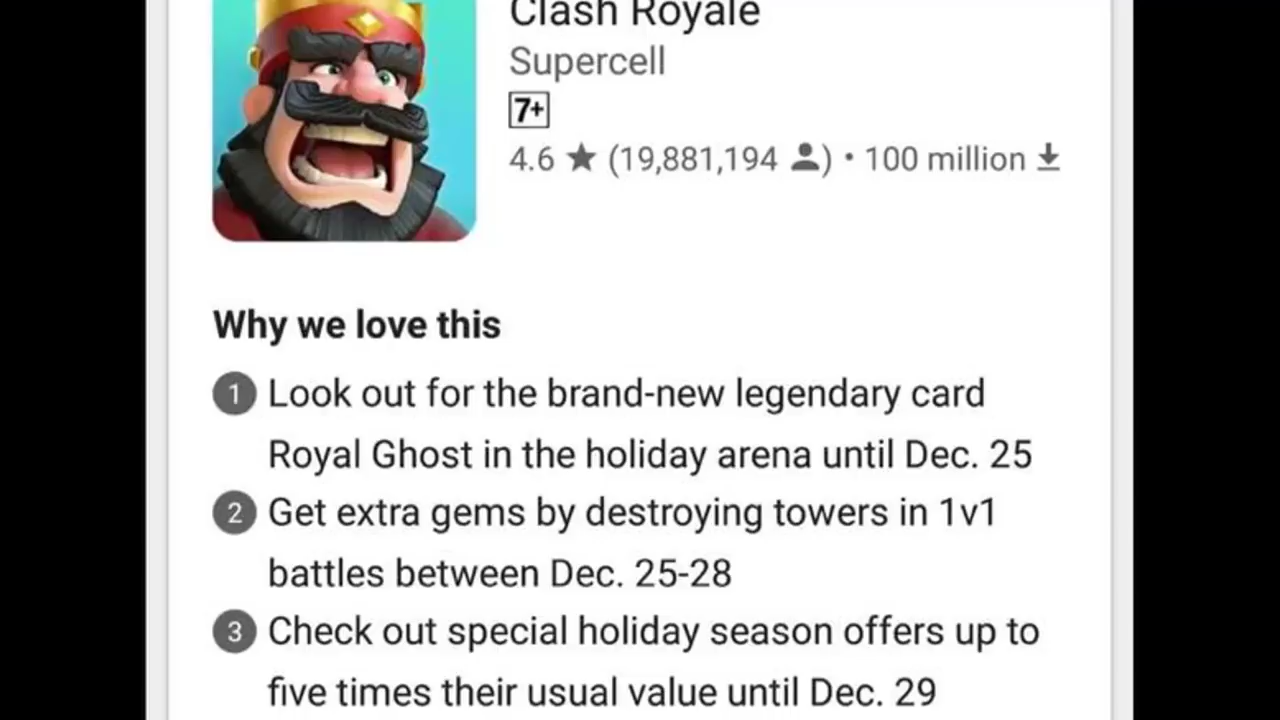 Clash Royale
Supercell
7+
4.6 ★ (19,881,194 ) • 100 million
Why we love this
1 Look out for the brand-new legendary card
Royal Ghost in the holiday arena until Dec. 25
2 Get extra gems by destroying towers in 1v1
battles between Dec. 25-28
3 Check out special holiday season offers up to
five times their usual value until Dec. 29